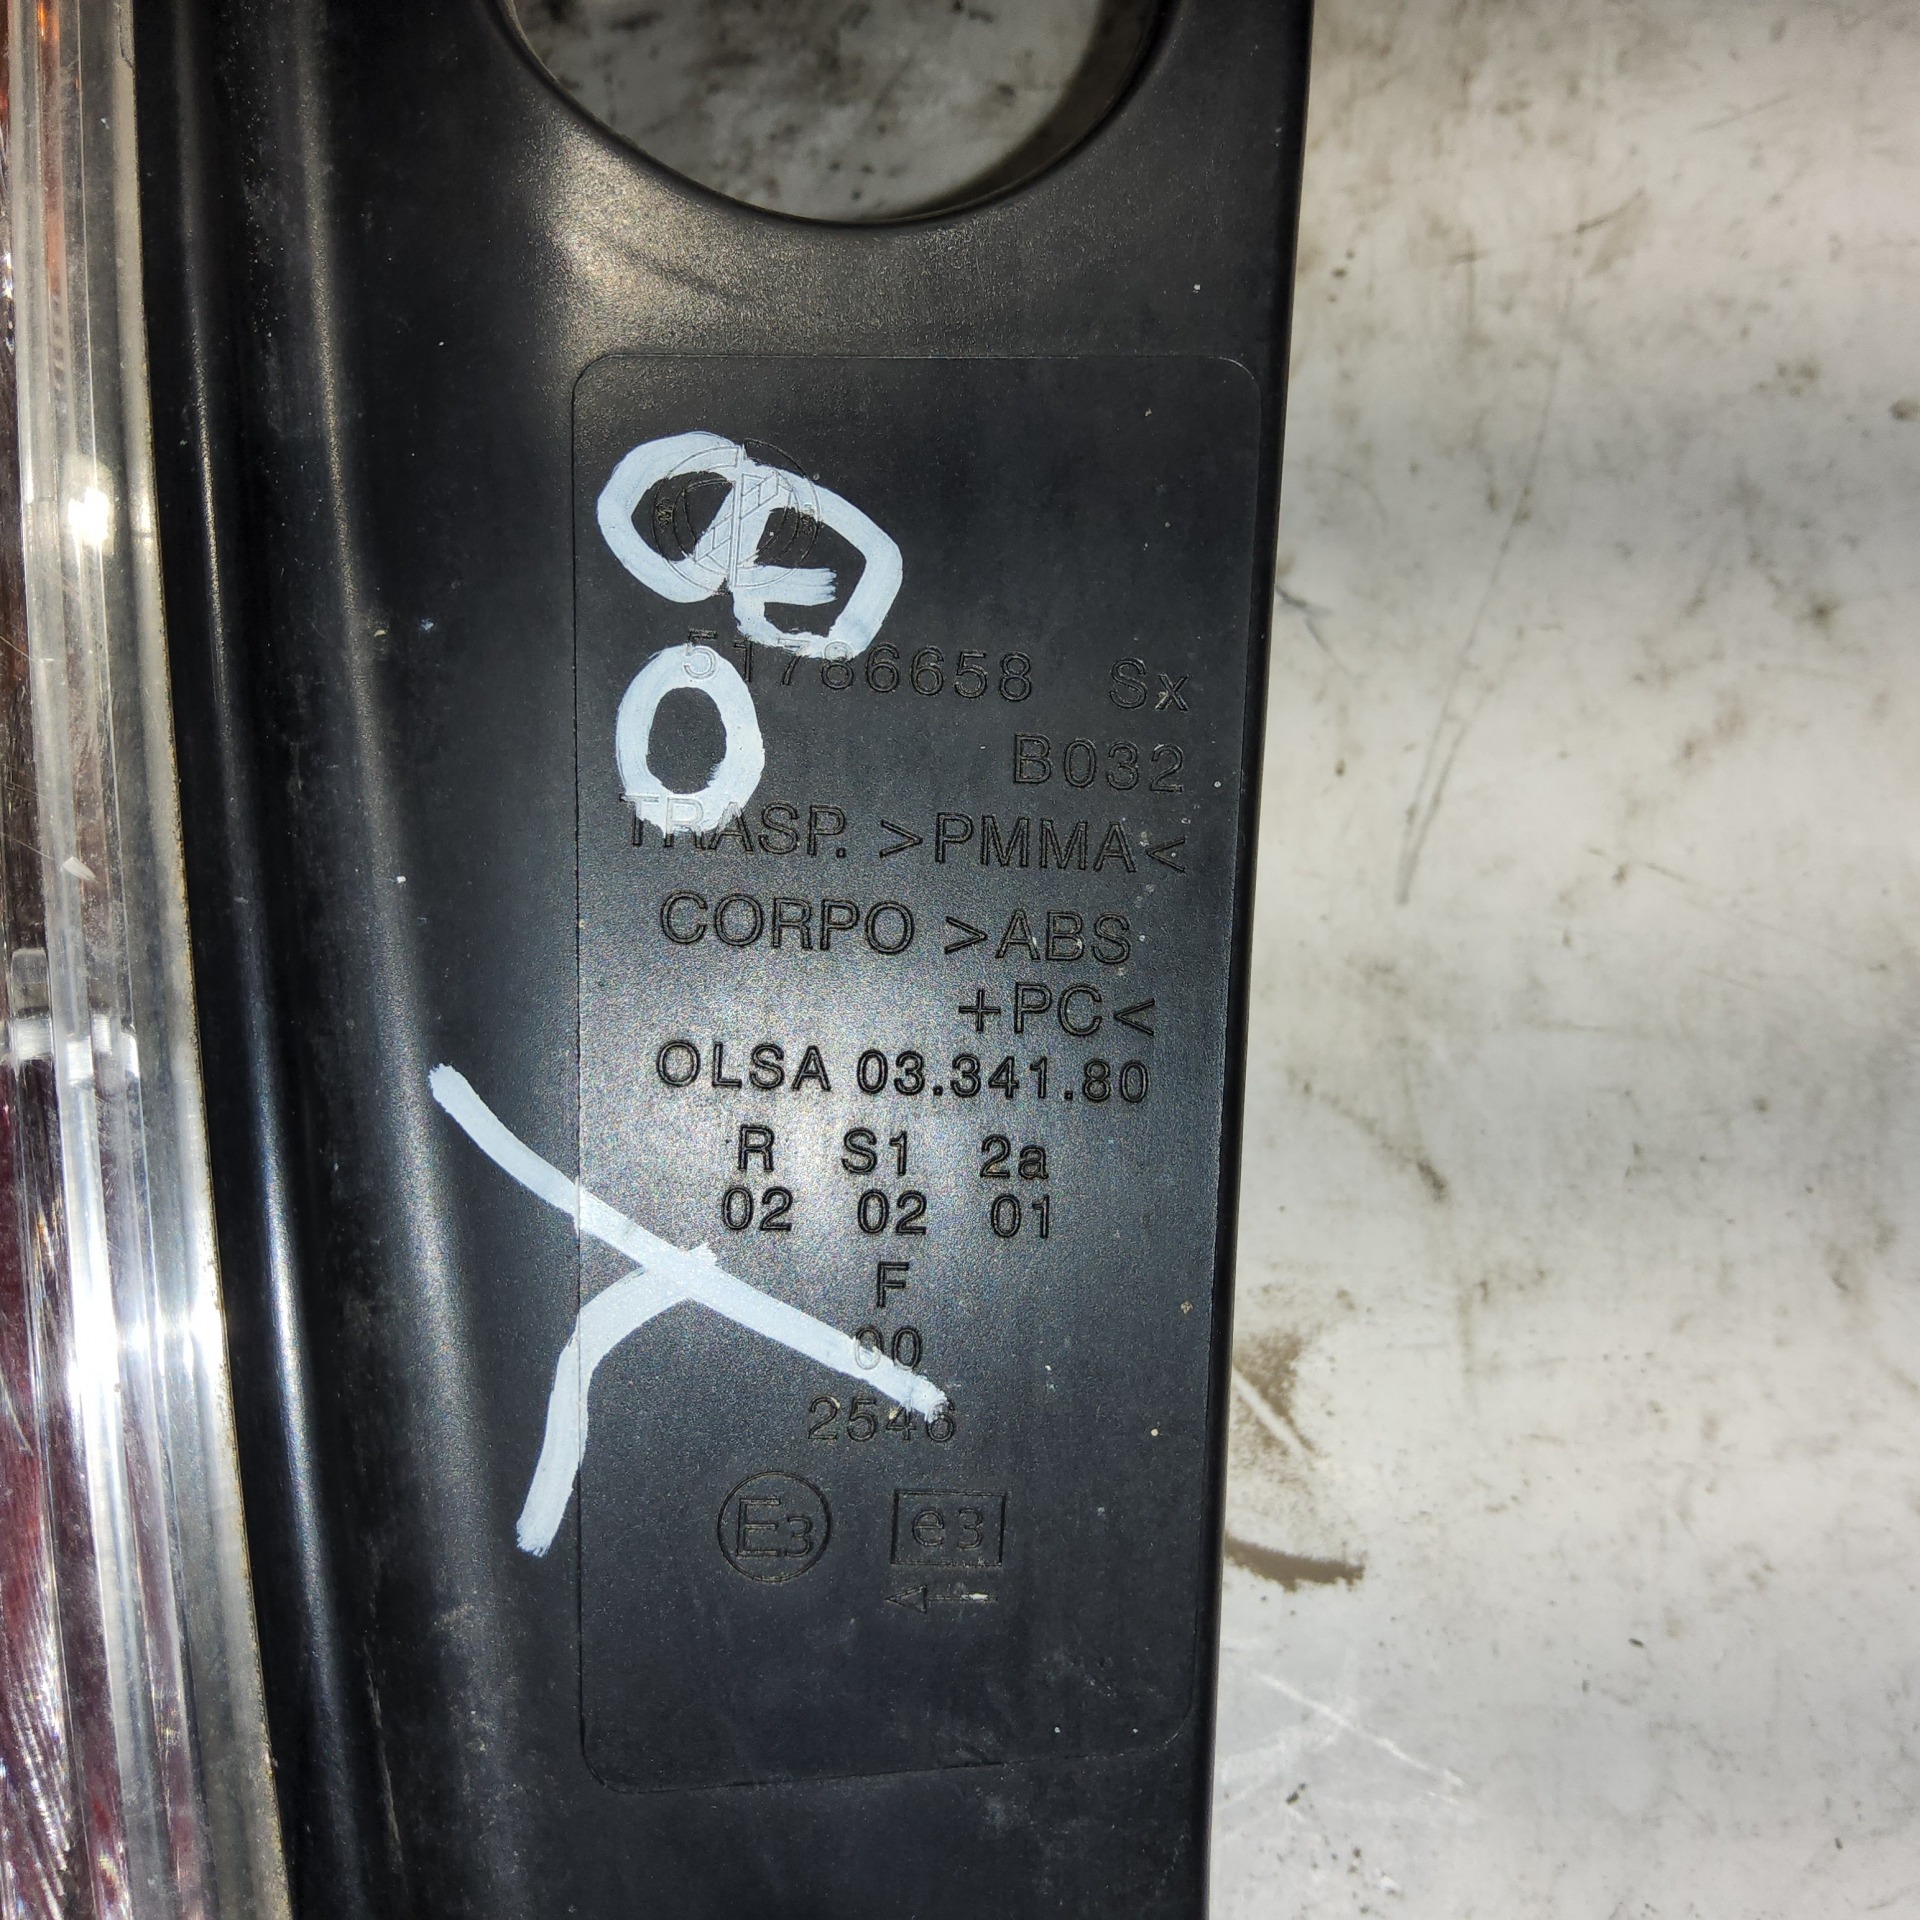 51786658 Sx
B032
TRASP. >PMMA<
CORPO >ABS
+PC<
OLSA 03.341.80
R S1 2a
02 02 01
F
00
2546
E3 e3